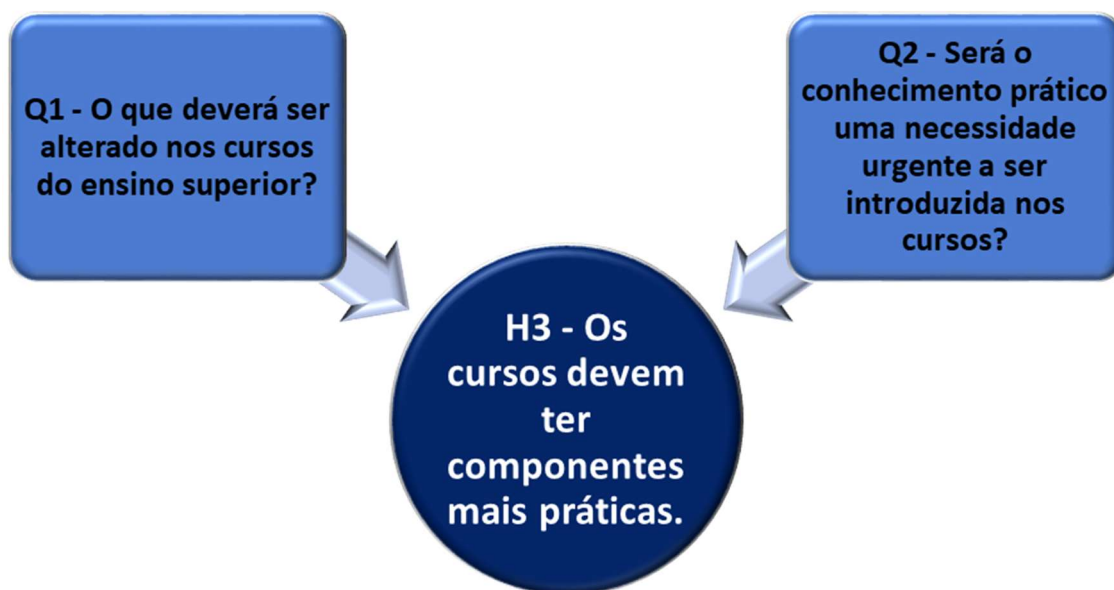 Q1 - O que deverá ser
alterado nos cursos
do ensino superior?
Q2 - Será o
conhecimento prático
uma necessidade
urgente a ser
introduzida nos
cursos?
H3 - Os
cursos devem
ter
componentes
mais práticas.